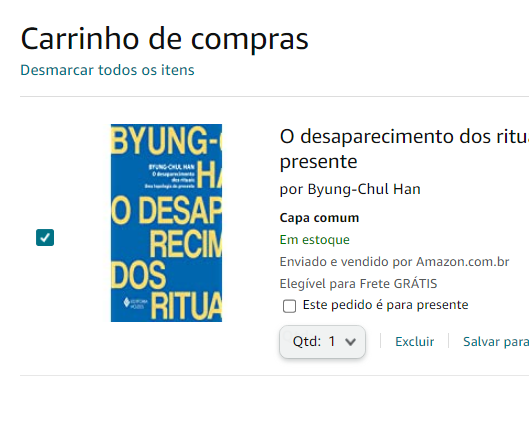 Carrinho de compras
Desmarcar todos os itens
BYUNG-C
BYUNG-CHUL HAN
O desaparecimento
dos rituais
Uma topologia do presente
HA
O DESAP
RECIM
DOS
RITUA
EDITORA
VOZES
O desaparecimento dos ritua
presente
por Byung-Chul Han
Capa comum
Em estoque
Enviado e vendido por Amazon.com.br
Elegível para Frete GRÁTIS
Este pedido é para presente
Qtd: 1
Excluir
Salvar para